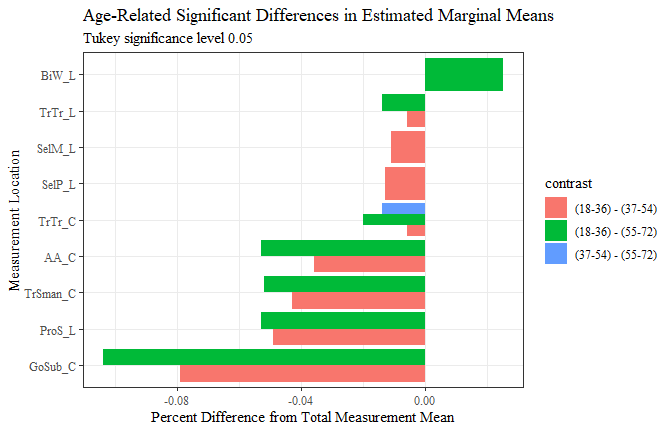 Age-Related Significant Differences in Estimated Marginal Means
Tukey significance level 0.05
BiW_L
TrTr_L
SelM_L
SelP_L
TrTr_C
AA_C
TrSman_C
ProS_L
GoSub_C
Measurement Location
-0.08
-0.04
0.00
Percent Difference from Total Measurement Mean
contrast
(18-36) - (37-54)
(18-36) - (55-72)
(37-54) - (55-72)